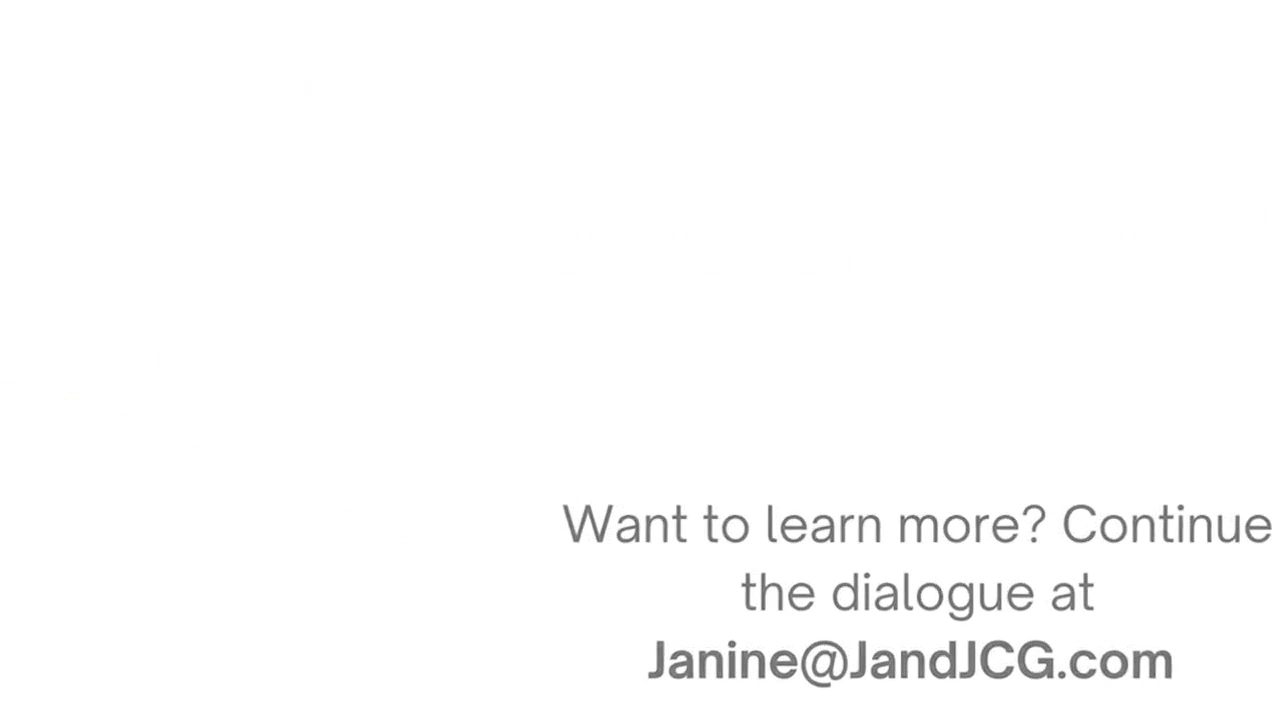 Want to learn more? Continue
the dialogue at
Janine@JandJCG.com